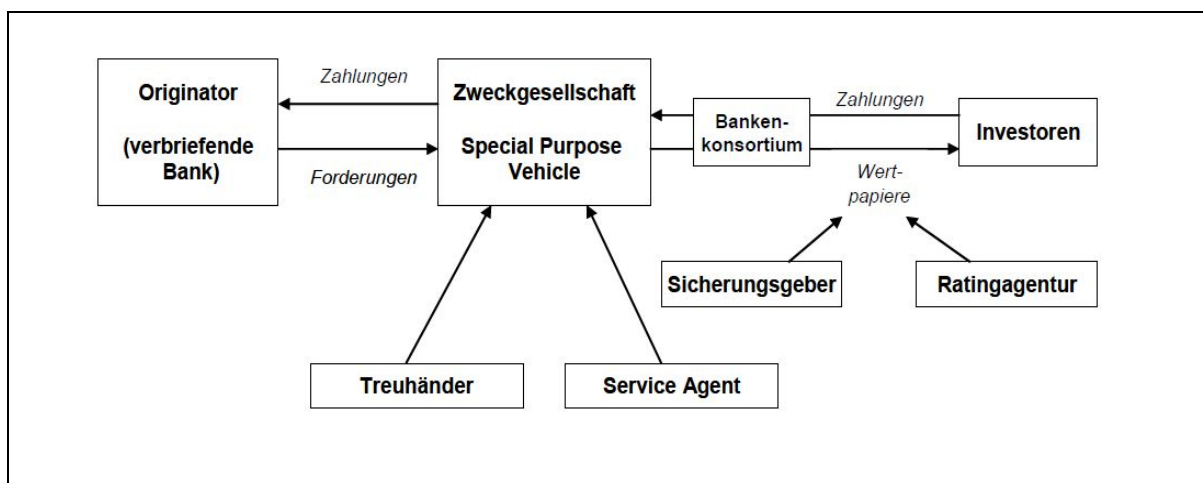 Originator
(verbriefende
Bank)
Zahlungen
Forderungen
Zweckgesellschaft
Special Purpose
Vehicle
Banken-
konsortium
Zahlungen
Wert-
papiere
Investoren
Sicherungsgeber
Ratingagentur
Treuhänder
Service Agent